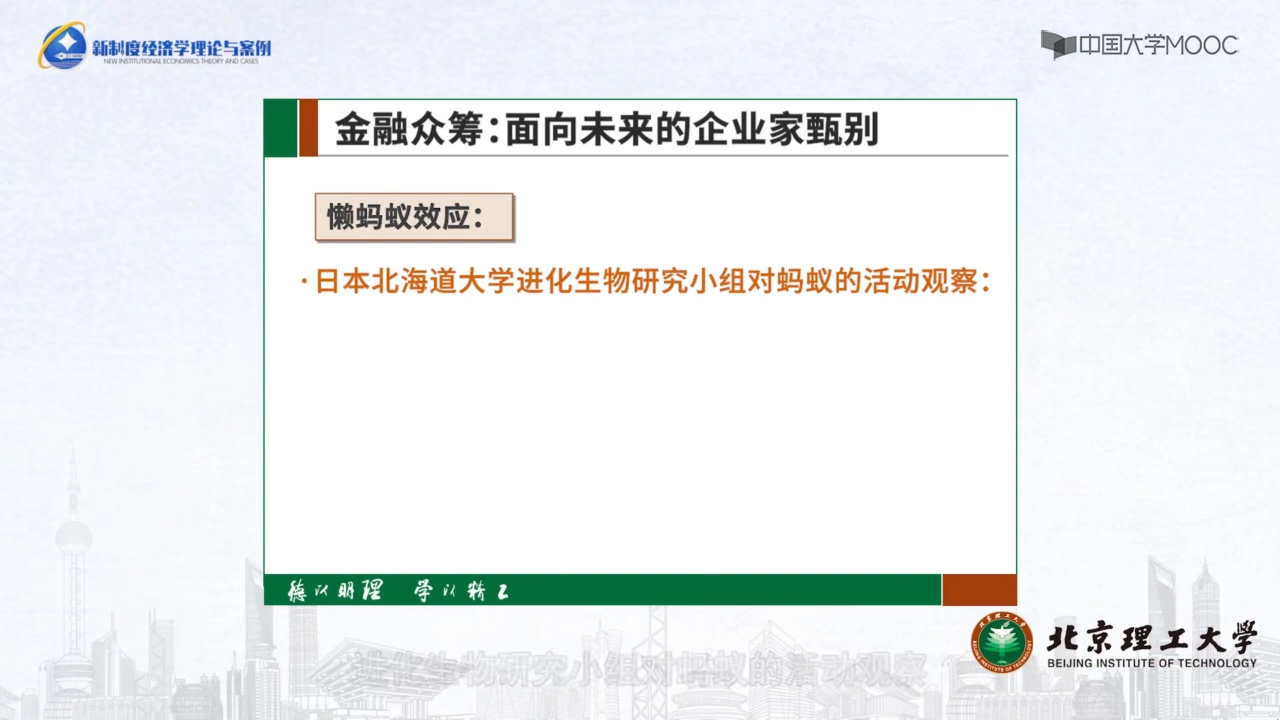 新制度经济学理论与案例
NEW INSTITUTIONAL ECONOMICS THEORY AND CASES
中国大学MOOC
金融众筹：面向未来的企业家甄别
懒蚂蚁效应：
·日本北海道大学进化生物研究小组对蚂蚁的活动观察：
德以明理 学以精工
北京理工大学
BEIJING INSTITUTE OF TECHNOLOGY
研究小组对蚂蚁的活动观察